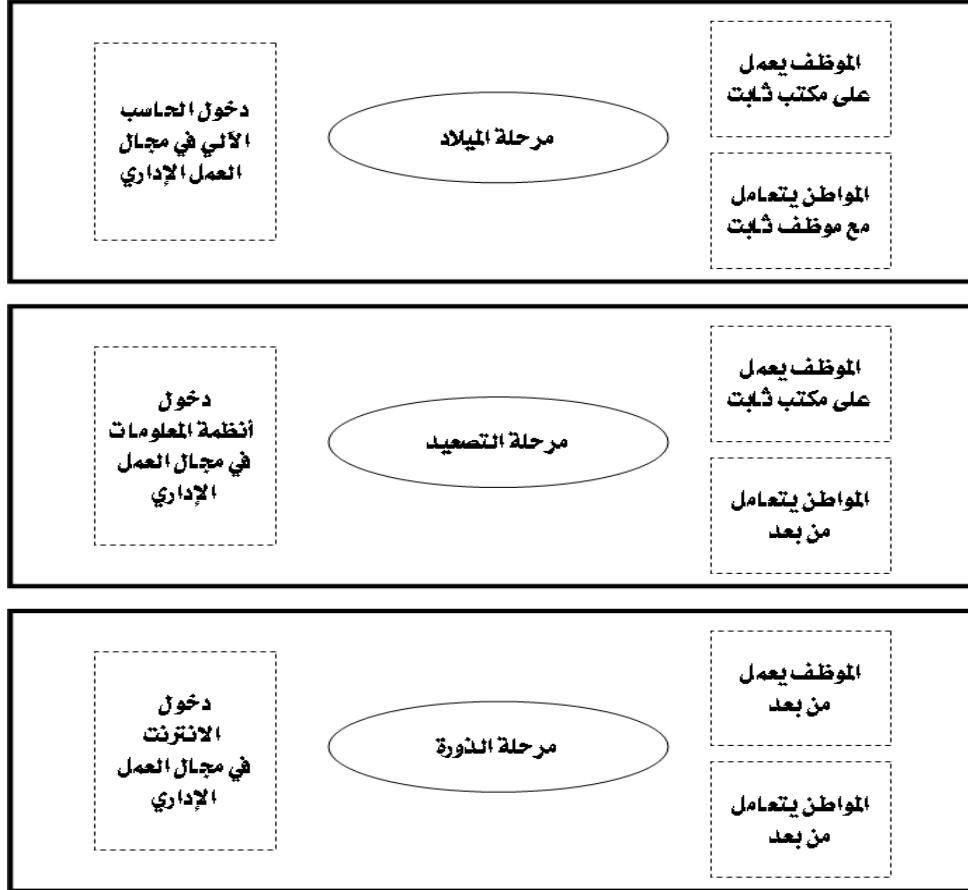 الموظف يعمل
على مكتب ثابت
المواطن يتعامل
مع موظف ثابت
مرحلة الميلاد
دخول الحاسب
الآلي في مجال
العمل الإداري
الموظف يعمل
على مكتب ثابت
المواطن يتعامل
من بعد
مرحلة التصعيد
دخول
أنظمة المعلومات
في مجال العمل
الإداري
الموظف يعمل
من بعد
المواطن يتعامل
من بعد
مرحلة الذورة
دخول
الانترنت
في مجال العمل
الإداري